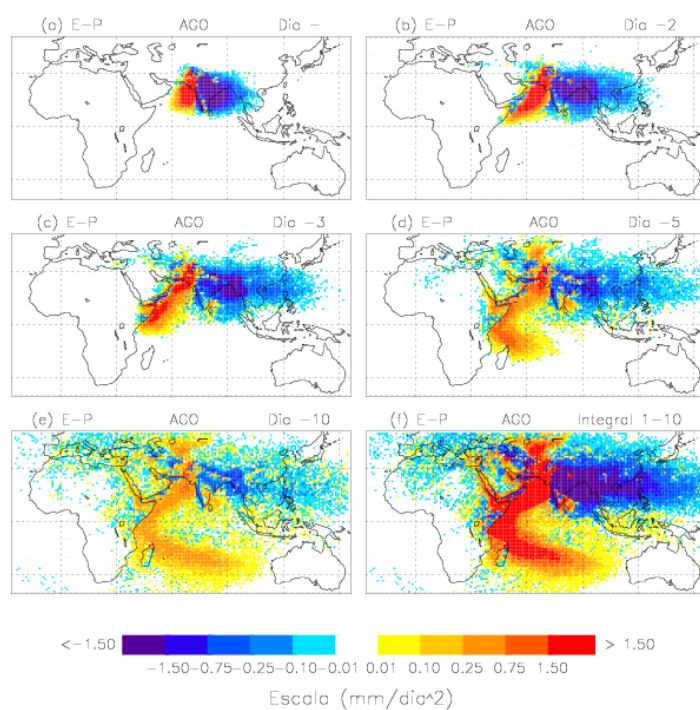 (a) E-P AGO Dia -
(b) E-P AGO Dia -2
(c) E-P AGO Dia -3
(d) E-P AGO Dia -5
(e) E-P AGO Dia -10
(f) E-P AGO Integral 1-10
<-1.50 > 1.50
-1.50-0.75-0.25-0.10-0.01 0.01 0.10 0.25 0.75 1.50
Escala (mm/dia^2)